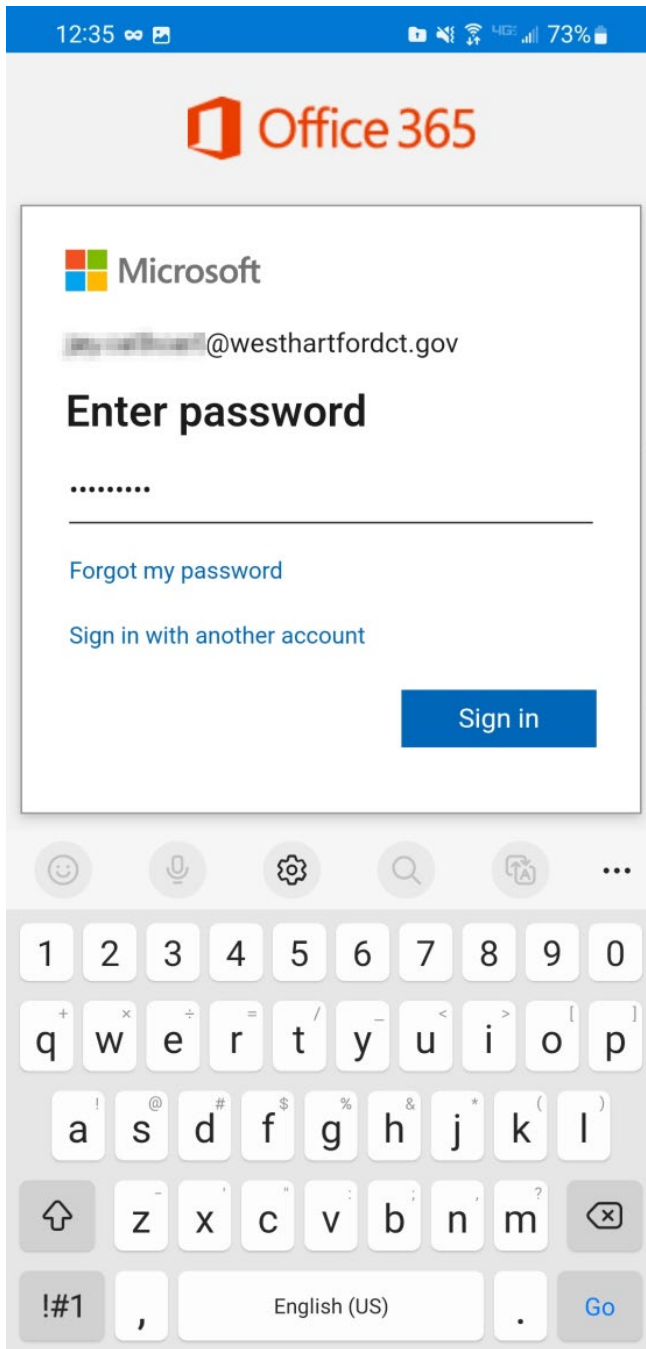 12:35 4GE 73%
Office 365
Microsoft
@westhartfordct.gov
Enter password
.........
Forgot my password
Sign in with another account
Sign in
1 2 3 4 5 6 7 8 9 0
+ × ÷ = / _ < > [ ]
q w e r t y u i o p
! @ # $ % & * ( )
a s d f g h j k l
- ' " : ; , ?
z x c v b n m
!#1 , English (US) . Go